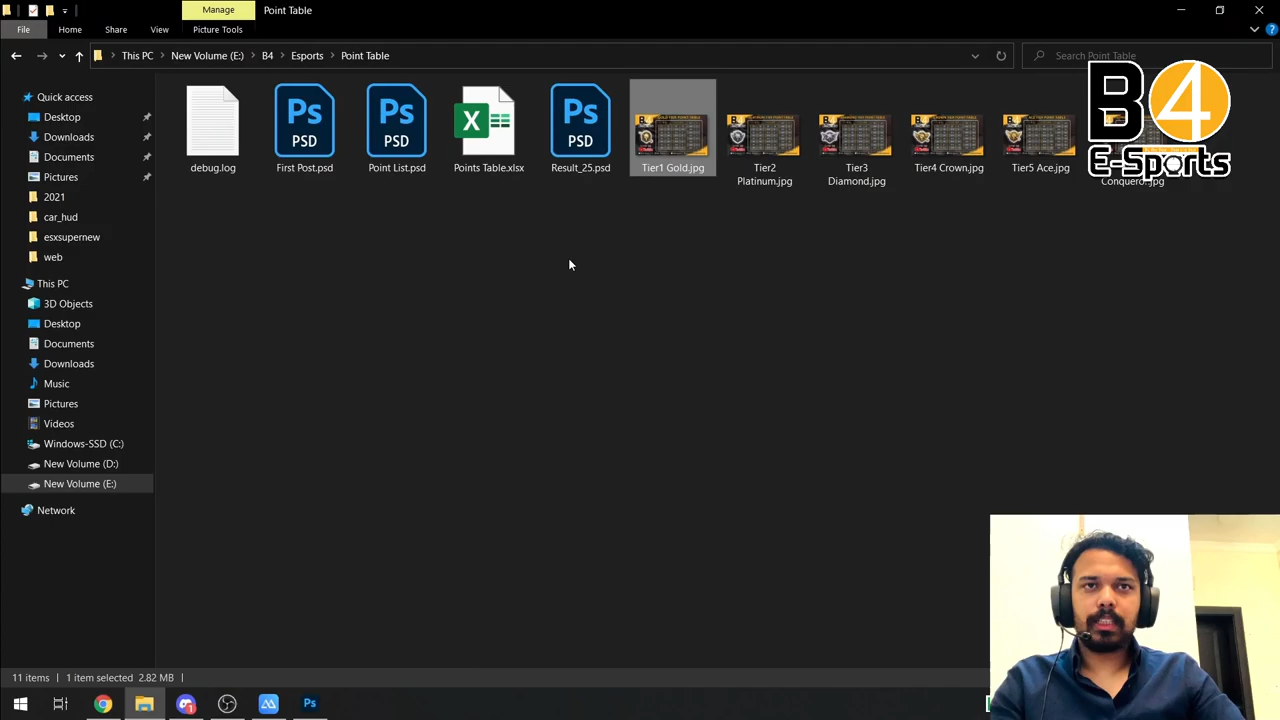 Manage
Point Table
File
Home
Share
View
Picture Tools
This PC
New Volume (E:)
B4
Esports
Point Table
Search Point Table
Quick access
Desktop
Downloads
Documents
Pictures
2021
car_hud
esxsupernew
web
This PC
3D Objects
Desktop
Documents
Downloads
Music
Pictures
Videos
Windows-SSD (C:)
New Volume (D:)
New Volume (E:)
Network
Ps
PSD
Ps
PSD
X
Ps
PSD
debug.log
First Post.psd
Point List.psd
Points Table.xlsx
Result_25.psd
Tier1 Gold.jpg
Tier2
Platinum.jpg
Tier3
Diamond.jpg
Tier4 Crown.jpg
Tier5 Ace.jpg
B4
E-Sports
11 items
1 item selected 2.82 MB
Ps